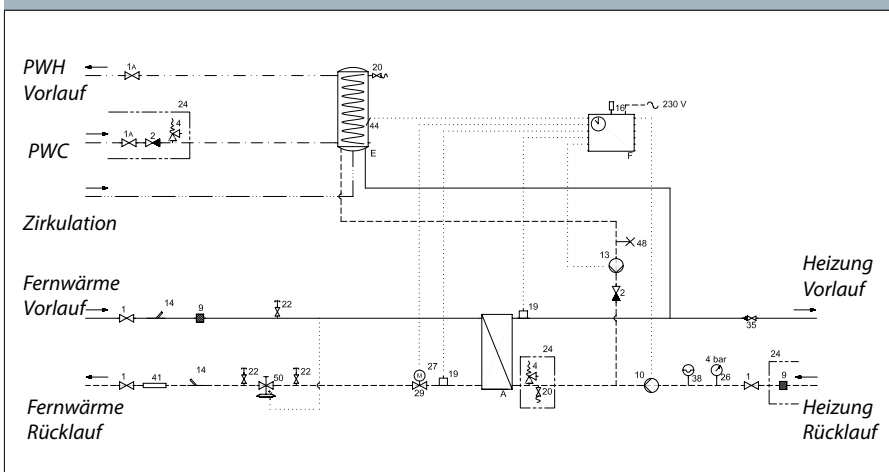 PWH
Vorlauf
1A
20
24
4
16
230 V
1A
2
44
PWC
E
F
Zirkulation
48
13
Fernwärme
Vorlauf
Heizung
Vorlauf
2
1
14
9
22
19
35
24
24
4 bar
1
41
14
22
50
22
27
M
29
19
A
4
20
10
38
26
1
9
Fernwärme
Rücklauf
Heizung
Rücklauf